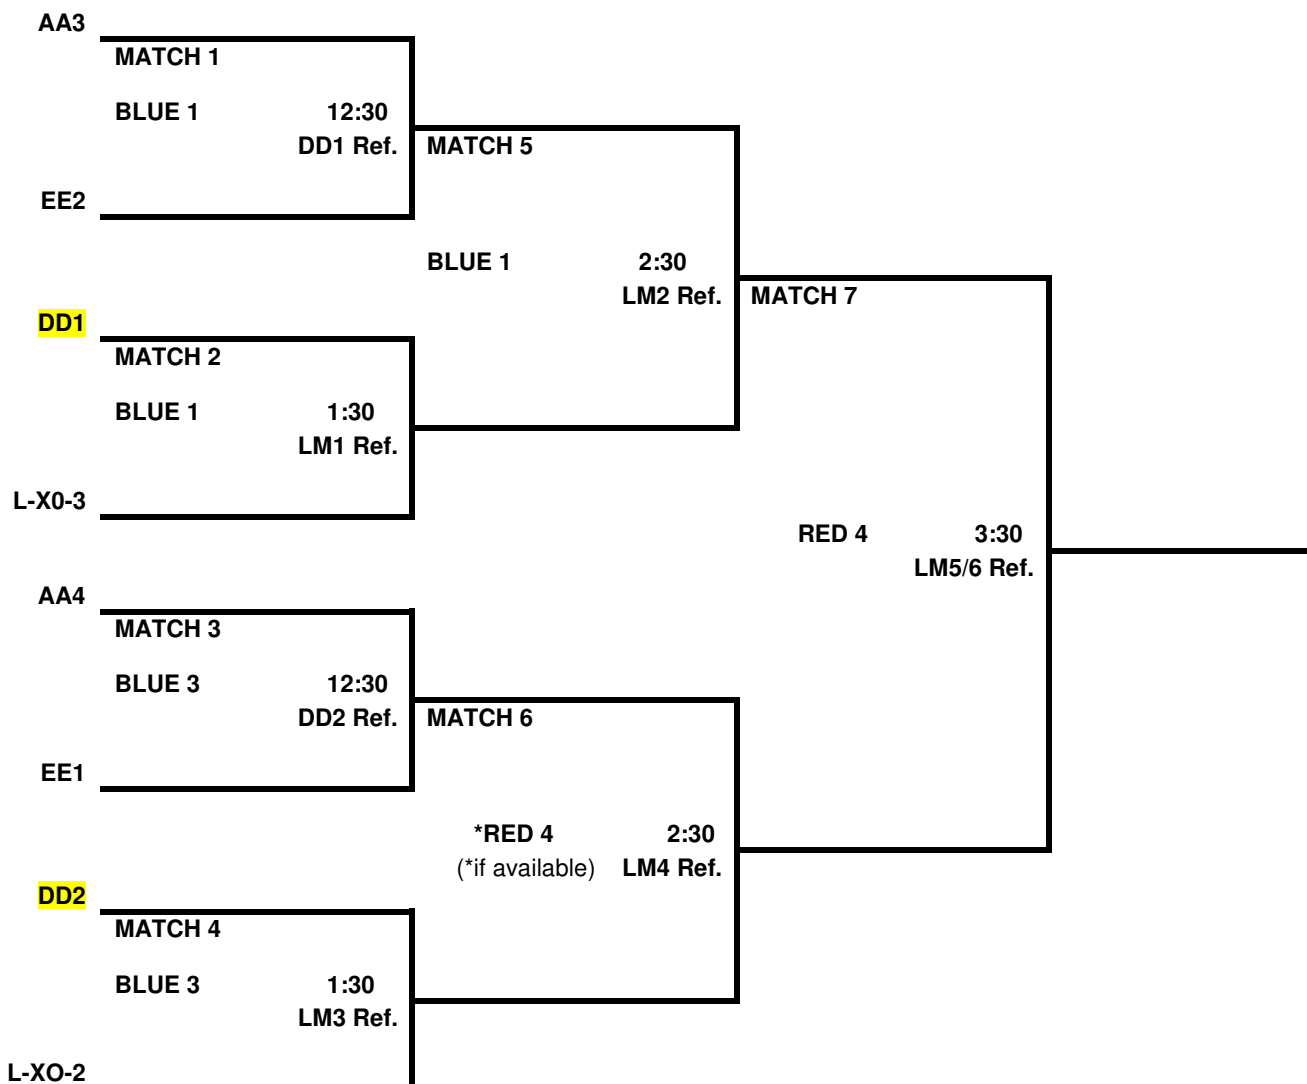 AA3
MATCH 1
BLUE 1 12:30
DD1 Ref. MATCH 5
EE2
BLUE 1 2:30
LM2 Ref. MATCH 7
DD1
MATCH 2
BLUE 1 1:30
LM1 Ref.
L-X0-3
RED 4 3:30
LM5/6 Ref.
AA4
MATCH 3
BLUE 3 12:30
DD2 Ref. MATCH 6
EE1
*RED 4 2:30
(*if available) LM4 Ref.
DD2
MATCH 4
BLUE 3 1:30
LM3 Ref.
L-XO-2